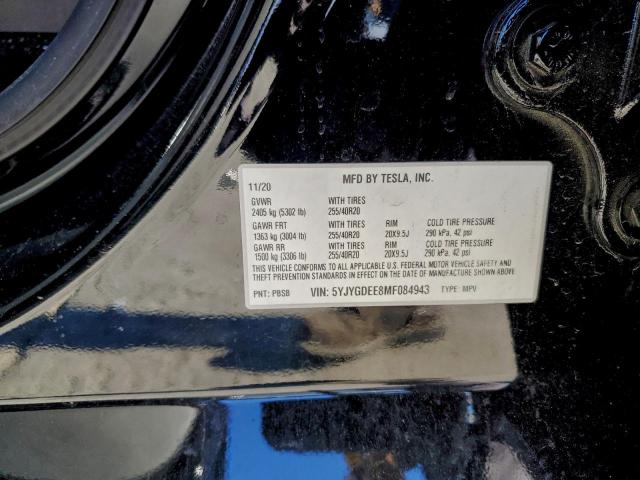 11/20 MFD BY TESLA, INC.
GVWR WITH TIRES
2405 kg (5302 lb) 255/40R20
GAWR FRT WITH TIRES RIM COLD TIRE PRESSURE
1363 kg (3004 lb) 255/40R20 20X9.5J 290 kPa, 42 psi
GAWR RR WITH TIRES RIM COLD TIRE PRESSURE
1500 kg (3306 lb) 255/40R20 20X9.5J 290 kPa, 42 psi
THIS VEHICLE CONFORMS TO ALL APPLICABLE U.S. FEDERAL MOTOR VEHICLE SAFETY AND
THEFT PREVENTION STANDARDS IN EFFECT ON THE DATE OF MANUFACTURE SHOWN ABOVE.
PNT: PBSB VIN: 5YJYGDEE8MF084943 TYPE: MPV